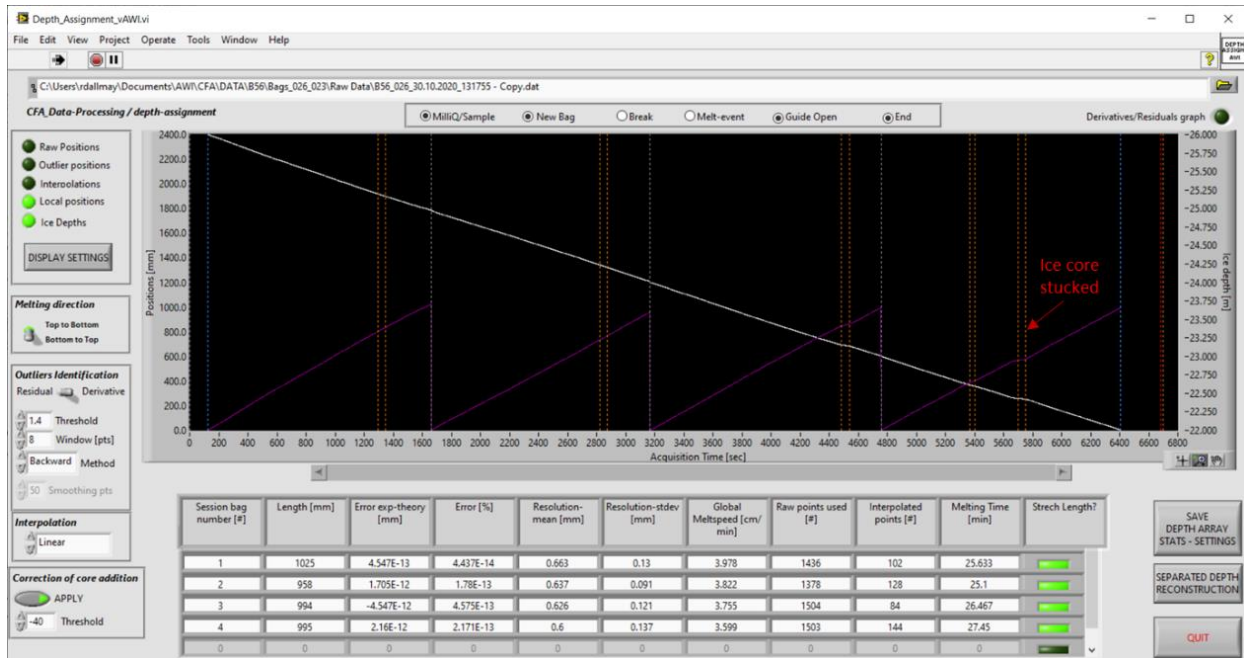 Depth_Assignment_vAWI.vi
File Edit View Project Operate Tools Window Help
DEPTH ASSIGN AWI
C:\Users\rdallmay\Documents\AWI\CFA\DATA\B56\Bags_026_023\Raw Data\B56_026_30.10.2020_131755 - Copy.dat
CFA_Data-Processing / depth-assignment
MilliQ/Sample New Bag Break Melt-event Guide Open End
Derivatives/Residuals graph
Raw Positions
Outlier positions
Interoolations
Local positions
Ice Depths
DISPLAY SETTINGS
Melting direction
Top to Bottom
Bottom to Top
Outliers Identification
Residual Derivative
1.4 Threshold
8 Window [pts]
Backward Method
50 Smoothing pts
Interpolation
Linear
Correction of core addition
APPLY
-40 Threshold
Positions [mm]
2400.0
2200.0
2000.0
1800.0
1600.0
1400.0
1200.0
1000.0
800.0
600.0
400.0
200.0
0.0
0 200 400 600 800 1000 1200 1400 1600 1800 2000 2200 2400 2600 2800 3000 3200 3400 3600 3800 4000 4200 4400 4600 4800 5000 5200 5400 5600 5800 6000 6200 6400 6600 6800
Acquisition Time [sec]
Ice core
stucked
-26.000
-25.750
-25.500
-25.250
-25.000
-24.750
-24.500
-24.250
-24.000
-23.750
-23.500
-23.250
-23.000
-22.750
-22.500
-22.250
-22.000
Ice depth [m]
Session bag number [#] Length [mm] Error exp-theory [mm] Error [%] Resolution-mean [mm] Resolution-stdev [mm] Global Meltspeed [cm/min] Raw points used [#] Interpolated points [#] Melting Time [min] Strech Length?
1 1025 4.547E-13 4.437E-14 0.663 0.13 3.978 1436 102 25.633
2 958 1.705E-12 1.78E-13 0.637 0.091 3.822 1378 128 25.1
3 994 -4.547E-12 4.575E-13 0.626 0.121 3.755 1504 84 26.467
4 995 2.16E-12 2.171E-13 0.6 0.137 3.599 1503 144 27.45
0 0 0 0 0 0 0 0 0 0
SAVE
DEPTH ARRAY
STATS - SETTINGS
SEPARATED DEPTH
RECONSTRUCTION
QUIT